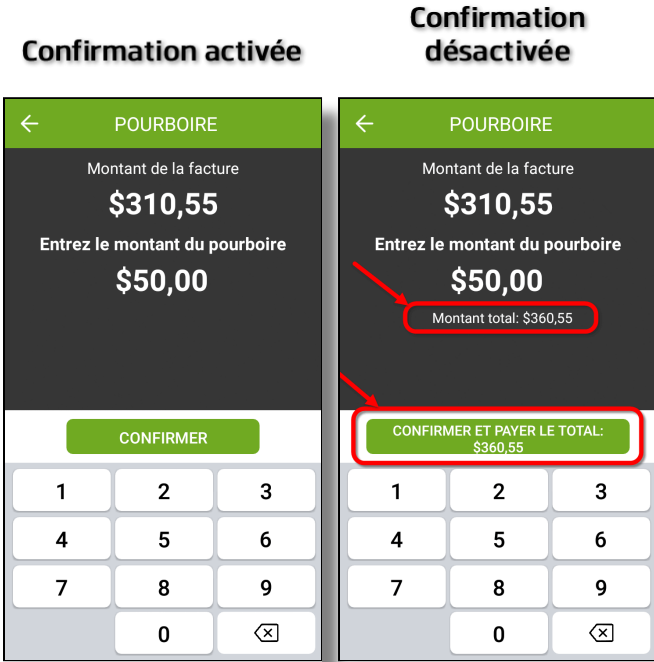 Confirmation activée
POURBOIRE
Montant de la facture
$310,55
Entrez le montant du pourboire
$50,00
CONFIRMER
1 2 3
4 5 6
7 8 9
0
Confirmation
désactivée
POURBOIRE
Montant de la facture
$310,55
Entrez le montant du pourboire
$50,00
Montant total: $360,55
CONFIRMER ET PAYER LE TOTAL:
$360,55
1 2 3
4 5 6
7 8 9
0